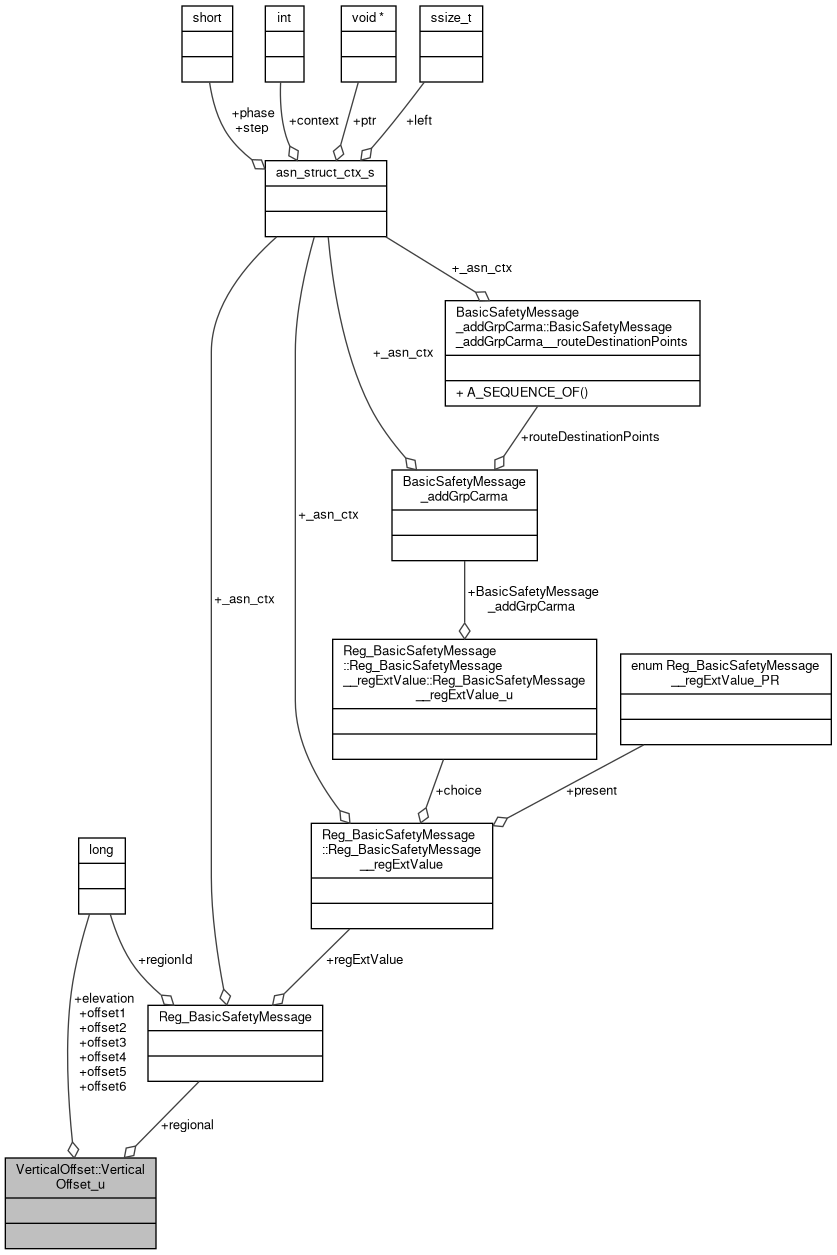 short
int
void *
ssize_t
+phase
+step
+context
+ptr
+left
asn_struct_ctx_s
+_asn_ctx
BasicSafetyMessage
_addGrpCarma::BasicSafetyMessage
_addGrpCarma__routeDestinationPoints
+ A_SEQUENCE_OF()
+_asn_ctx
+routeDestinationPoints
BasicSafetyMessage
_addGrpCarma
+_asn_ctx
+_asn_ctx
+BasicSafetyMessage
_addGrpCarma
Reg_BasicSafetyMessage
::Reg_BasicSafetyMessage
__regExtValue::Reg_BasicSafetyMessage
__regExtValue_u
enum Reg_BasicSafetyMessage
__regExtValue_PR
+choice
+present
Reg_BasicSafetyMessage
::Reg_BasicSafetyMessage
__regExtValue
long
+regionId
+regExtValue
+elevation
+offset1
+offset2
+offset3
+offset4
+offset5
+offset6
Reg_BasicSafetyMessage
+regional
VerticalOffset::Vertical
Offset_u